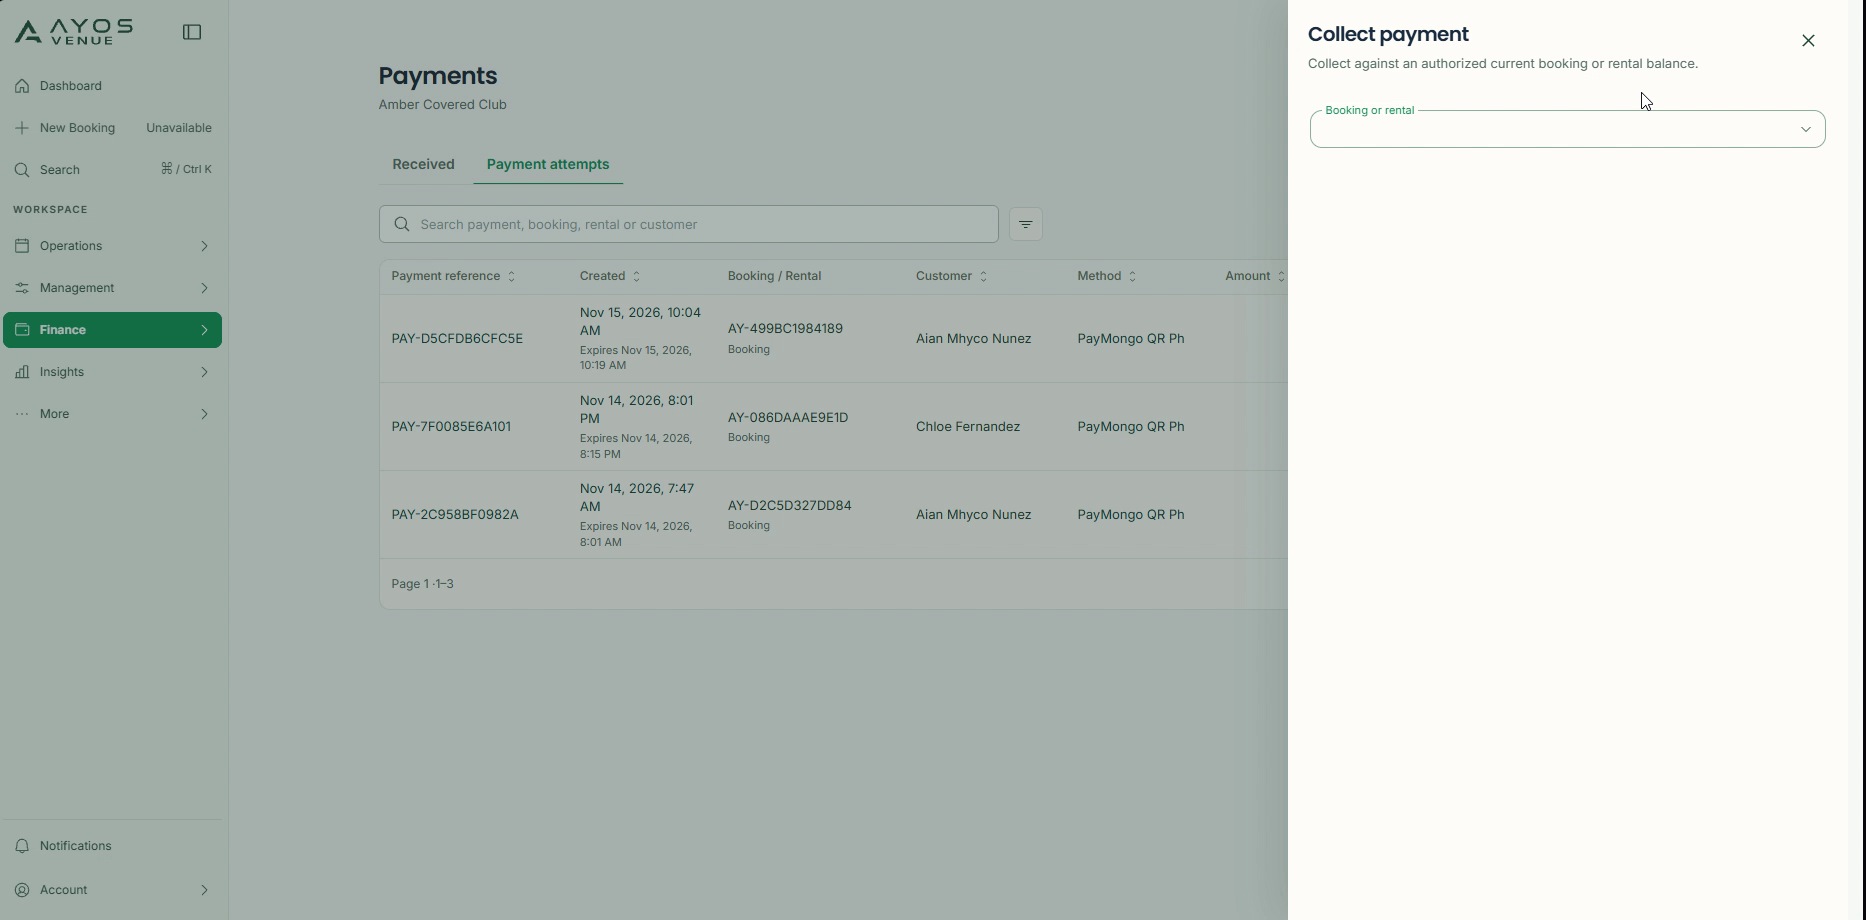 AYOS
VENUE
Dashboard
New Booking Unavailable
Search ⌘ / Ctrl K
WORKSPACE
Operations
Management
Finance
Insights
More
Notifications
Account
Payments
Amber Covered Club
Received Payment attempts
Search payment, booking, rental or customer
Payment reference Created Booking / Rental Customer Method Amount
PAY-D5CFDB6CFC5E
Nov 15, 2026, 10:04
AM
Expires Nov 15, 2026,
10:19 AM
AY-499BC1984189
Booking
Aian Mhyco Nunez
PayMongo QR Ph
PAY-7F0085E6A101
Nov 14, 2026, 8:01
PM
Expires Nov 14, 2026,
8:15 PM
AY-086DAAAE9E1D
Booking
Chloe Fernandez
PayMongo QR Ph
PAY-2C958BF0982A
Nov 14, 2026, 7:47
AM
Expires Nov 14, 2026,
8:01 AM
AY-D2C5D327DD84
Booking
Aian Mhyco Nunez
PayMongo QR Ph
Page 1 ·1–3
Collect payment
Collect against an authorized current booking or rental balance.
Booking or rental